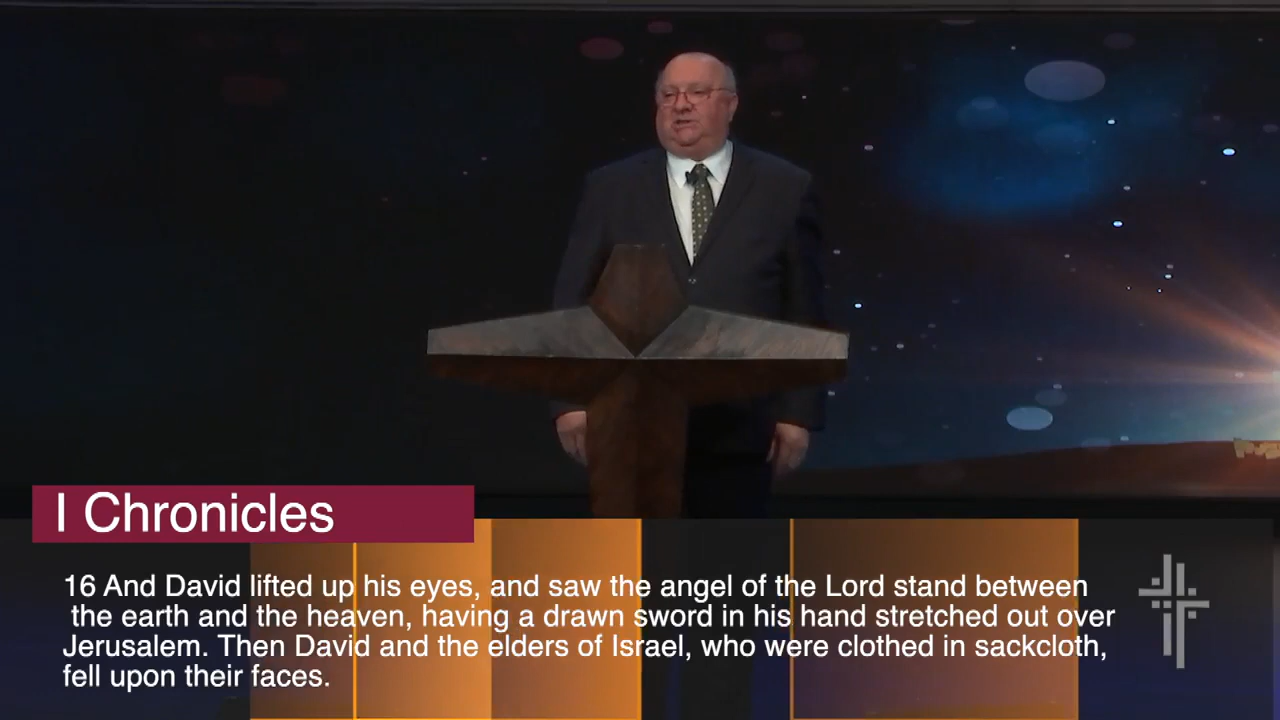 I Chronicles
16 And David lifted up his eyes, and saw the angel of the Lord stand between
the earth and the heaven, having a drawn sword in his hand stretched out over
Jerusalem. Then David and the elders of Israel, who were clothed in sackcloth,
fell upon their faces.